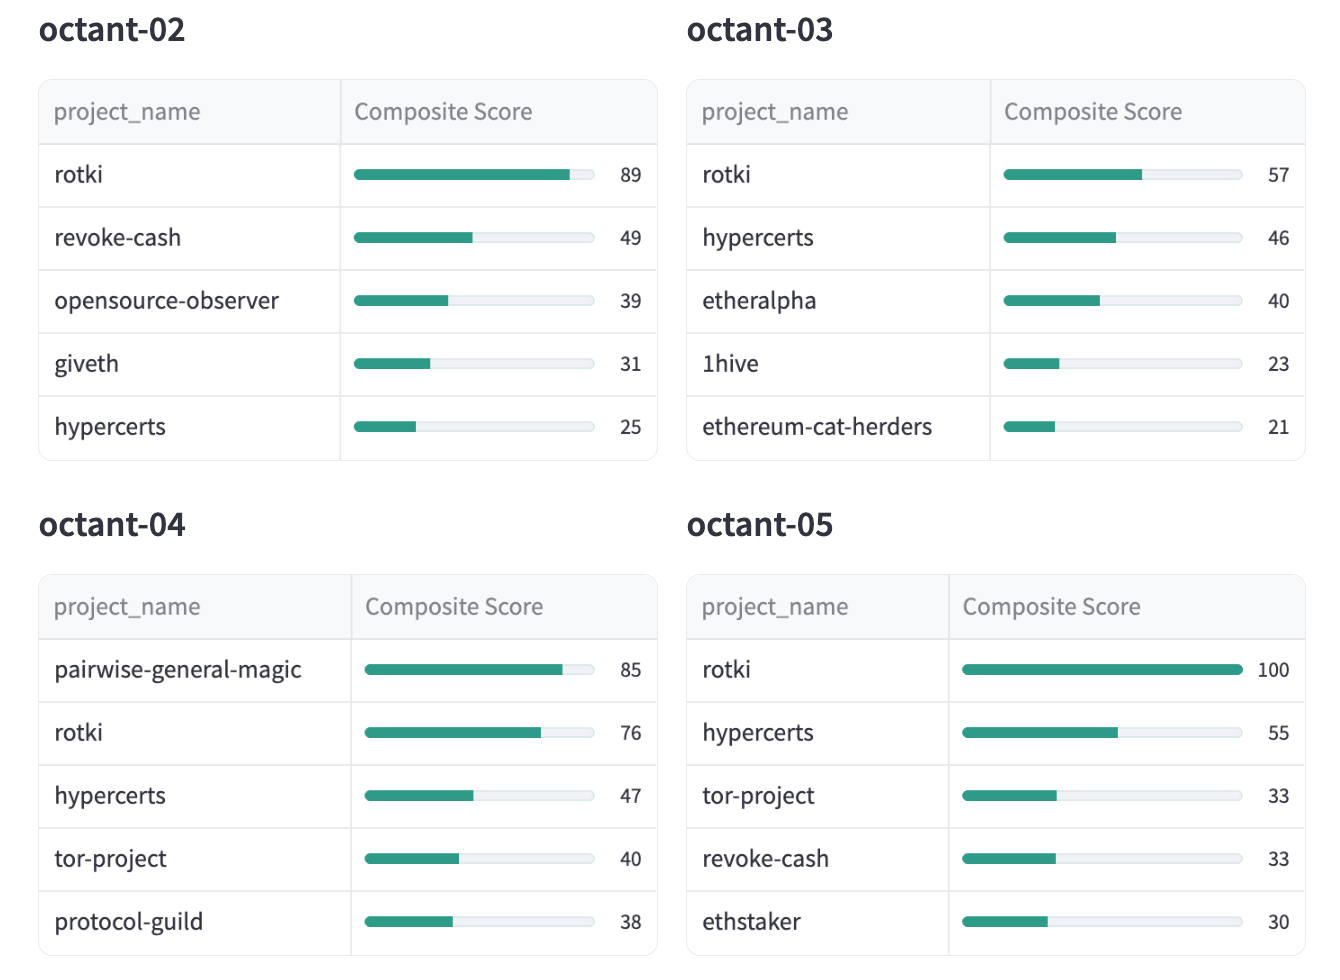 octant-02
project_name Composite Score
rotki 89
revoke-cash 49
opensource-observer 39
giveth 31
hypercerts 25
octant-03
project_name Composite Score
rotki 57
hypercerts 46
etheralpha 40
1hive 23
ethereum-cat-herders 21
octant-04
project_name Composite Score
pairwise-general-magic 85
rotki 76
hypercerts 47
tor-project 40
protocol-guild 38
octant-05
project_name Composite Score
rotki 100
hypercerts 55
tor-project 33
revoke-cash 33
ethstaker 30